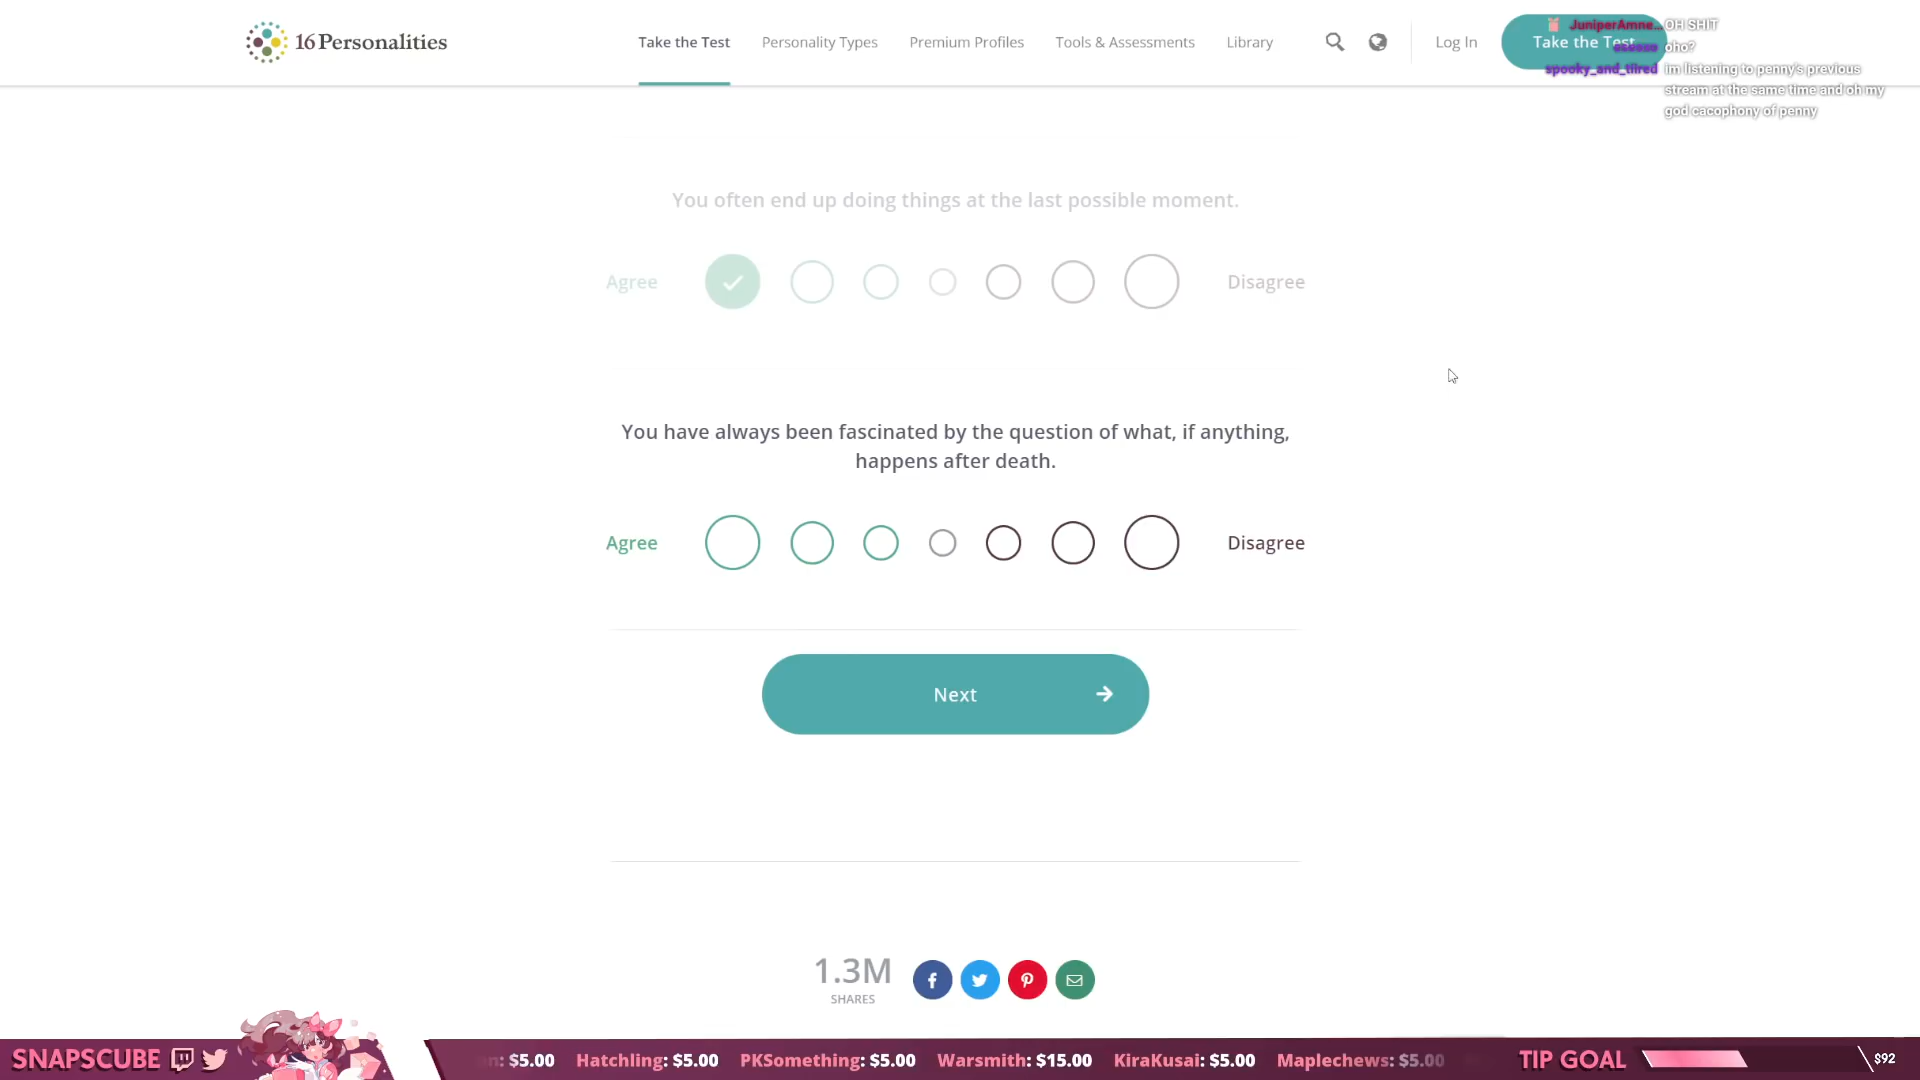 16Personalities
Take the Test
Personality Types
Premium Profiles
Tools & Assessments
Library
Log In
Take the Test
JuniperAmne... OH SHIT
oho?
spooky_and_tiired im listening to penny's previous
stream at the same time and oh my
god cacophony of penny
You often end up doing things at the last possible moment.
Agree
Disagree
You have always been fascinated by the question of what, if anything,
happens after death.
Agree
Disagree
Next
1.3M
SHARES
SNAPSCUBE
n: $5.00 Hatchling: $5.00 PKSomething: $5.00 Warsmith: $15.00 KiraKusai: $5.00 Maplechews: $5.00
TIP GOAL
$92